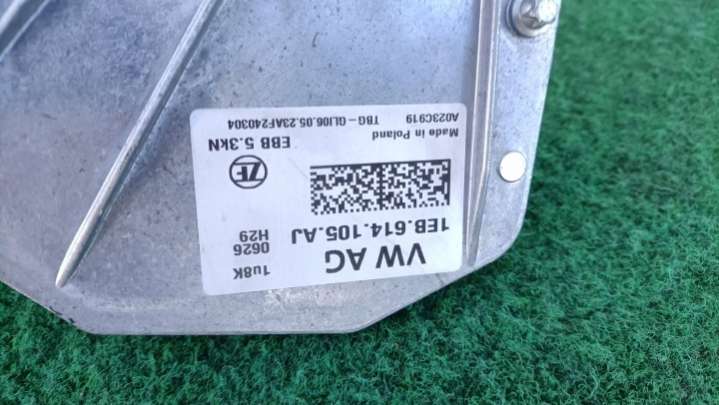 VW AG
1u8K
1EB.614.105.AJ
0626
H29
ZF
EBB 5.3kN
Made in Poland
TBG-GLI06.05.23AF240304
A023C919